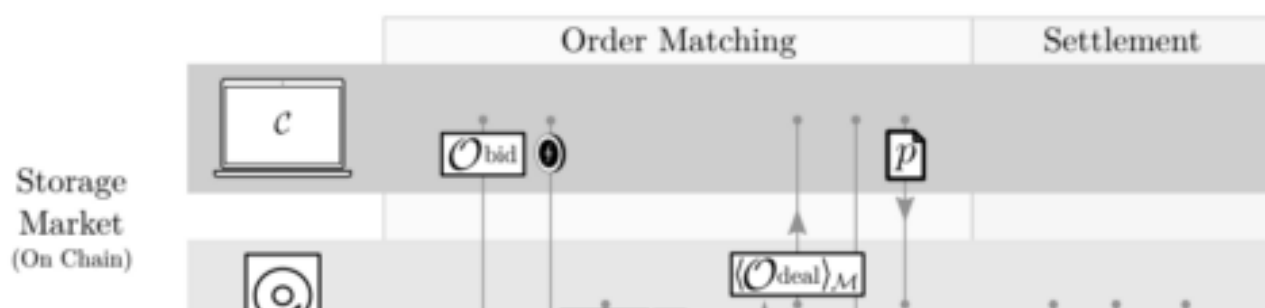 Order Matching Settlement
C
𝒪bid p
Storage
Market
(On Chain)
⟨𝒪deal⟩ℳ